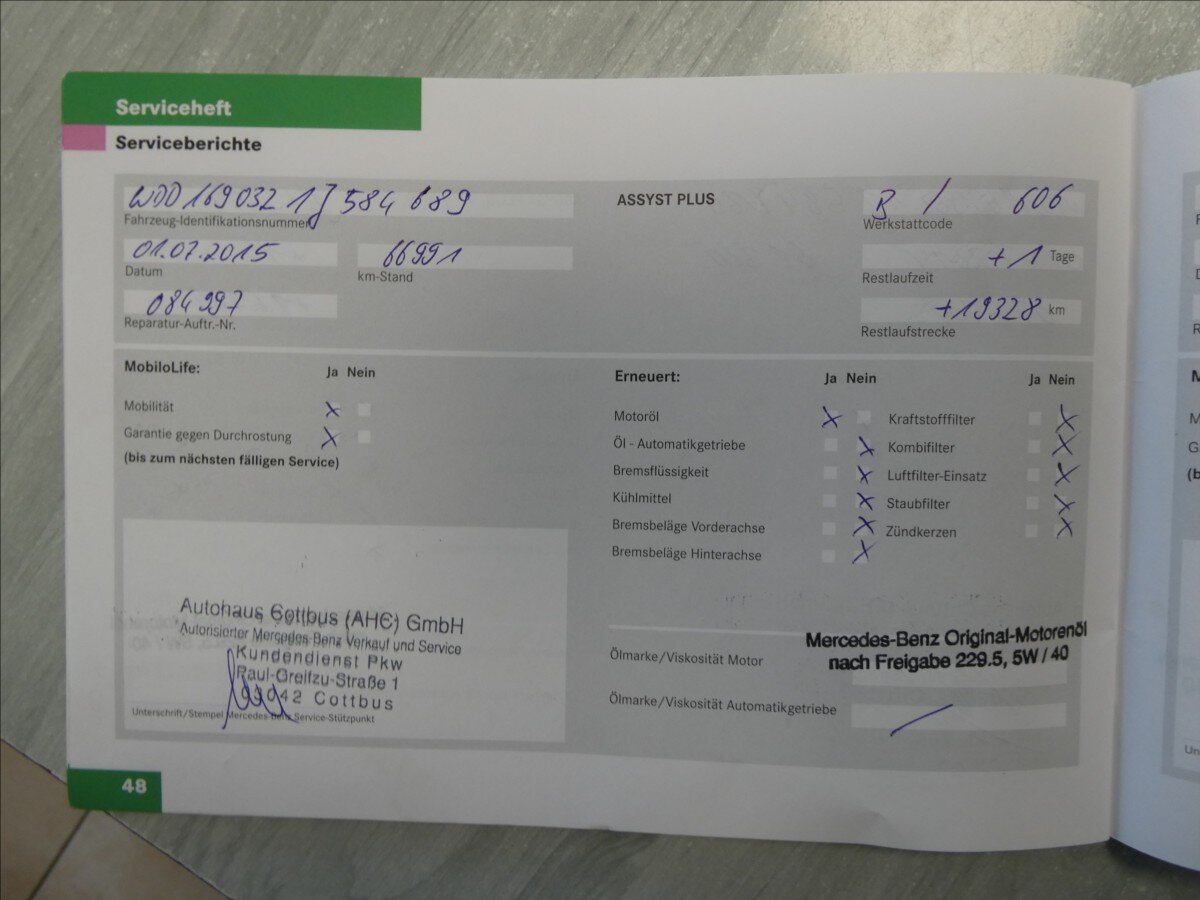 Serviceheft
Serviceberichte
WDD 169032 1J 584 689
Fahrzeug-Identifikationsnummer
01.07.2015 66991
Datum km-Stand
084297
Reparatur-Auftr.-Nr.
ASSYST PLUS
B / 606
Werkstattcode
+1 Tage
Restlaufzeit
+19328 km
Restlaufstrecke
MobiloLife: Ja Nein
Mobilität X
Garantie gegen Durchrostung X
(bis zum nächsten fälligen Service)
Autohaus Cottbus (AHC) GmbH
Autorisierter Mercedes-Benz Verkauf und Service
Kundendienst Pkw
Paul-Greifzu-Straße 1
03042 Cottbus
Unterschrift/Stempel Mercedes-Benz Service-Stützpunkt
Erneuert: Ja Nein Ja Nein
Motoröl X Kraftstofffilter X
Öl - Automatikgetriebe X Kombifilter X
Bremsflüssigkeit X Luftfilter-Einsatz X
Kühlmittel X Staubfilter X
Bremsbeläge Vorderachse X Zündkerzen X
Bremsbeläge Hinterachse X
Mercedes-Benz Original-Motorenöl
Ölmarke/Viskosität Motor nach Freigabe 229.5, 5W / 40
Ölmarke/Viskosität Automatikgetriebe /
48